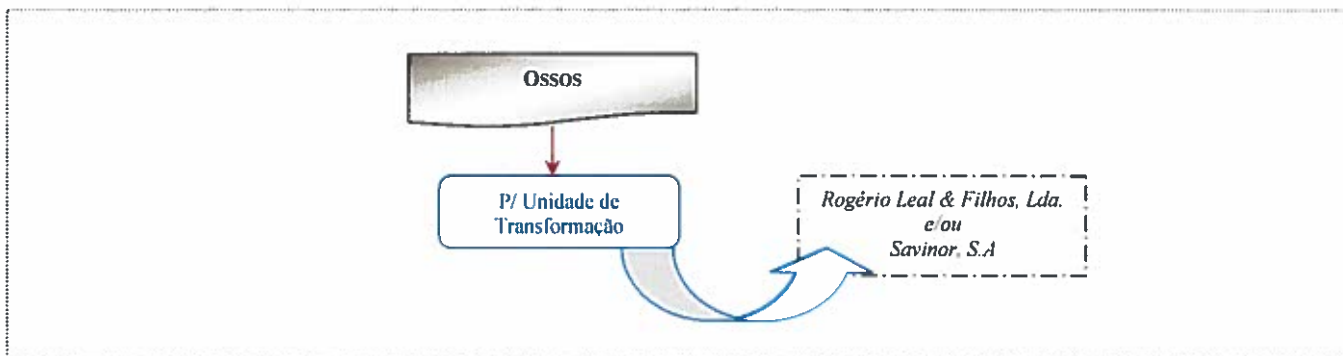 Ossos
P/ Unidade de
Transformação
Rogério Leal & Filhos, Lda.
e/ou
Savinor, S.A